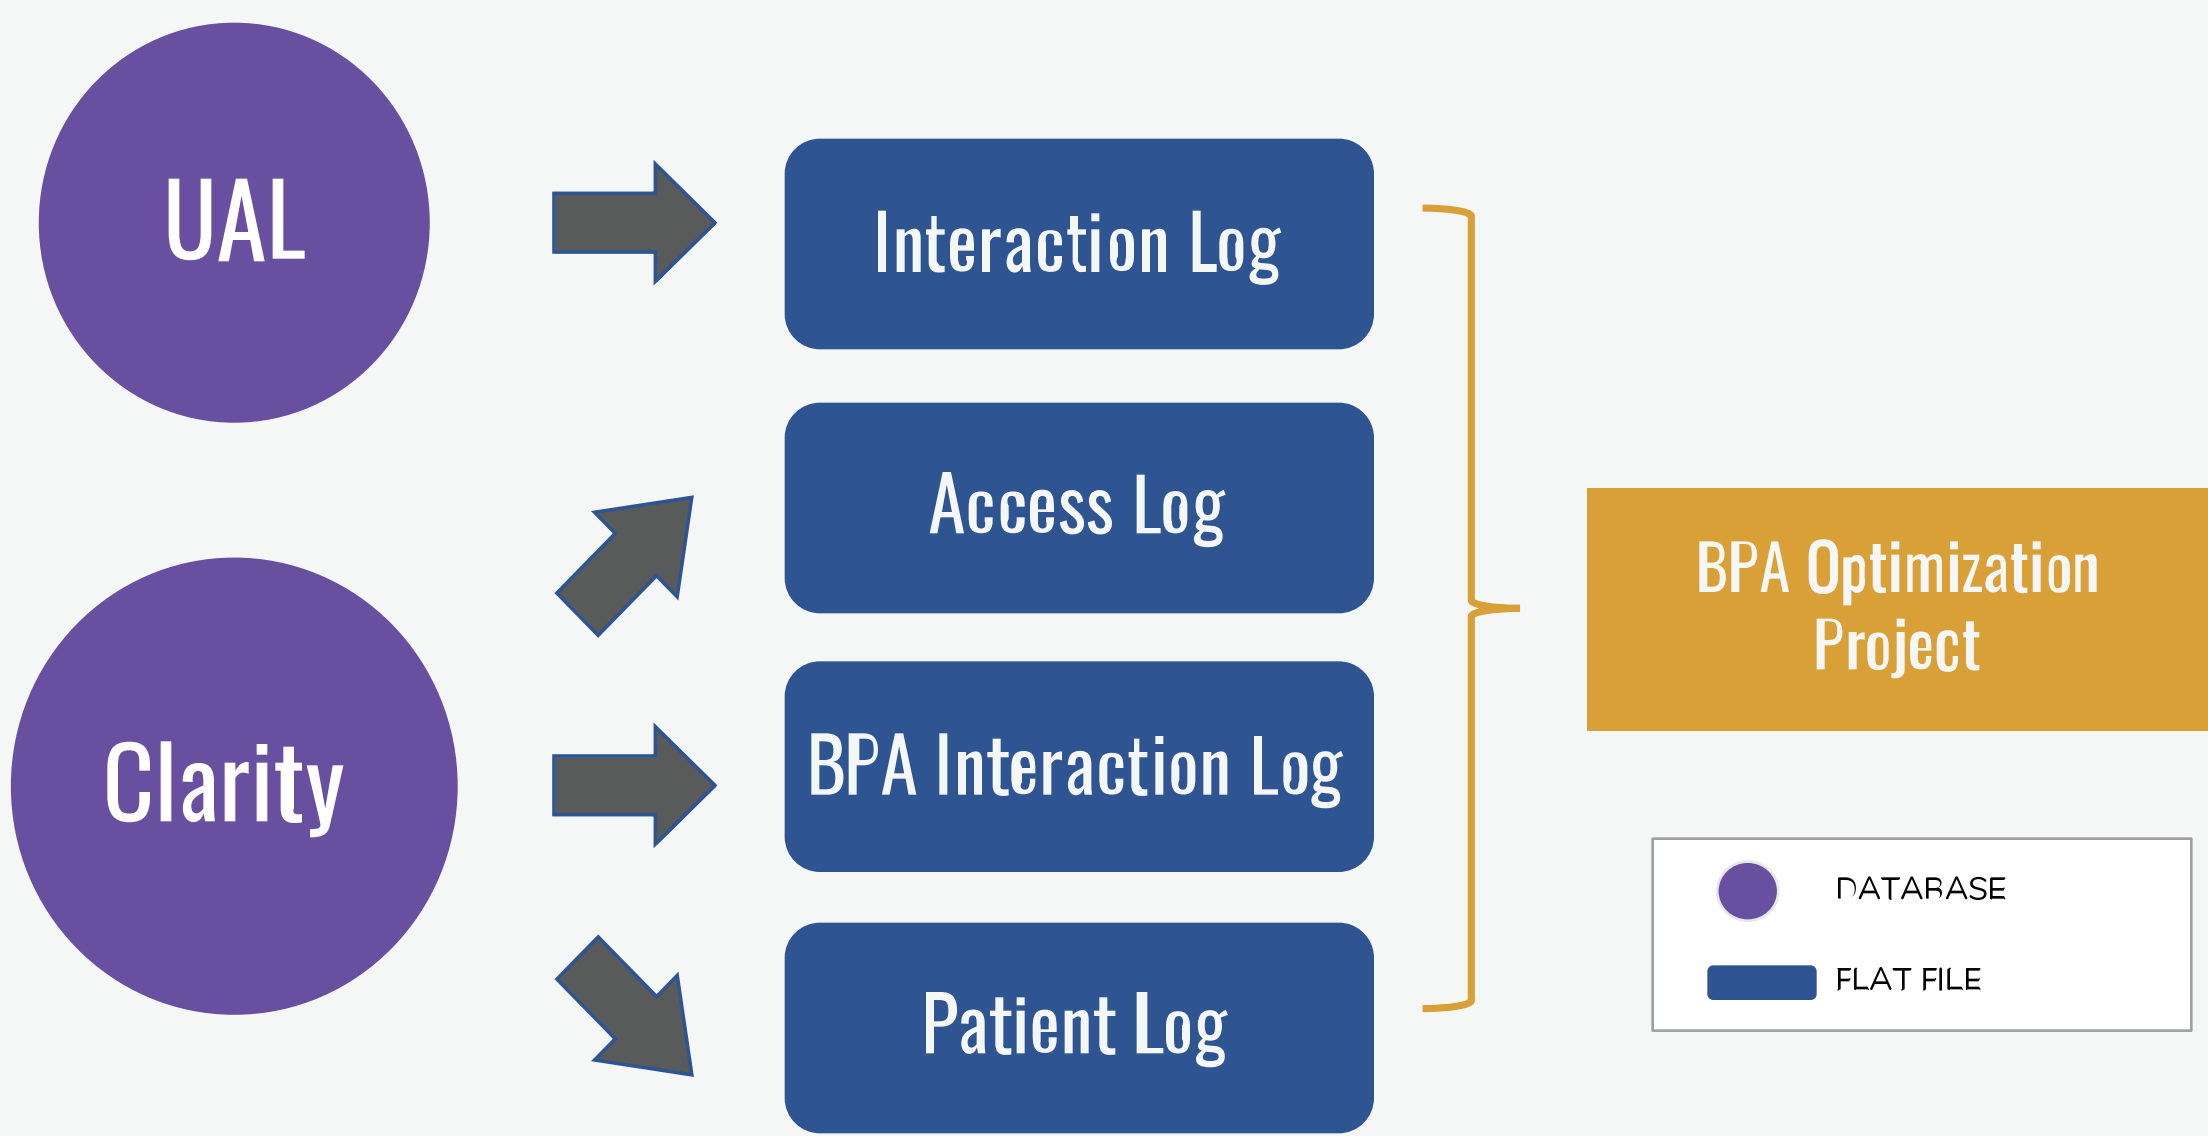 UAL
Interaction Log
Access Log
Clarity
BPA Interaction Log
Patient Log
BPA Optimization
Project
DATABASE
FLAT FILE